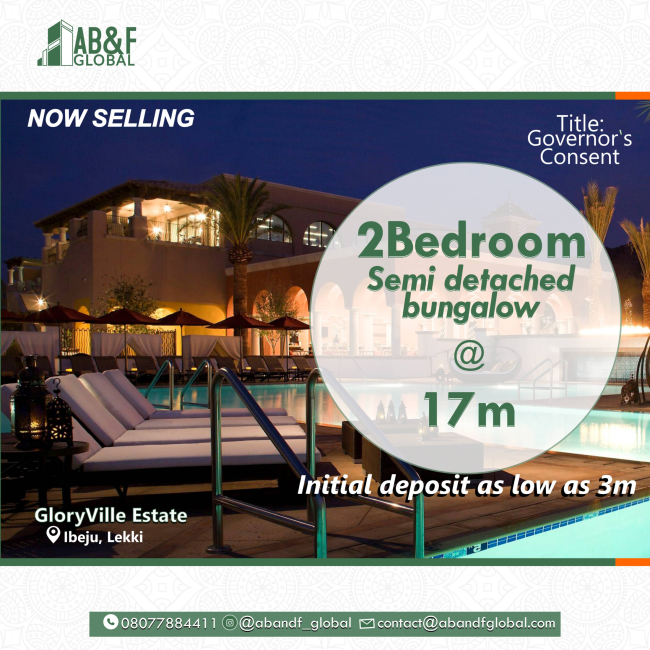 AB&F
GLOBAL
NOW SELLING
Title:
Governor`s
Consent
2Bedroom
Semi detached
bungalow
@
17m
Initial deposit as low as 3m
GloryVille Estate
Ibeju, Lekki
08077884411 @abandf_global contact@abandfglobal.com